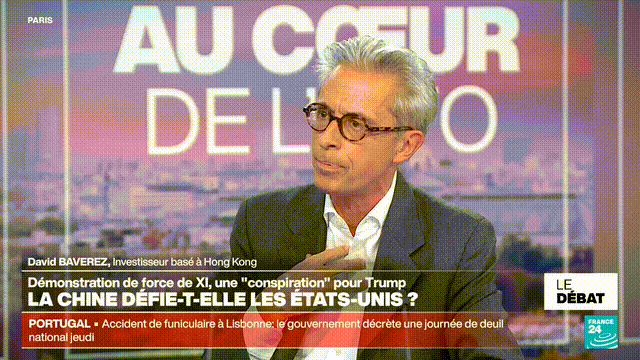 PARIS
AU CŒUR
DE L' O
David BAVEREZ, Investisseur basé à Hong Kong
Démonstration de force de XI, une "conspiration" pour Trump
LA CHINE DÉFIE-T-ELLE LES ÉTATS-UNIS ?
LE
DÉBAT
PORTUGAL • Accident de funiculaire à Lisbonne: le gouvernement décrète une journée de deuil
national jeudi
FRANCE
24